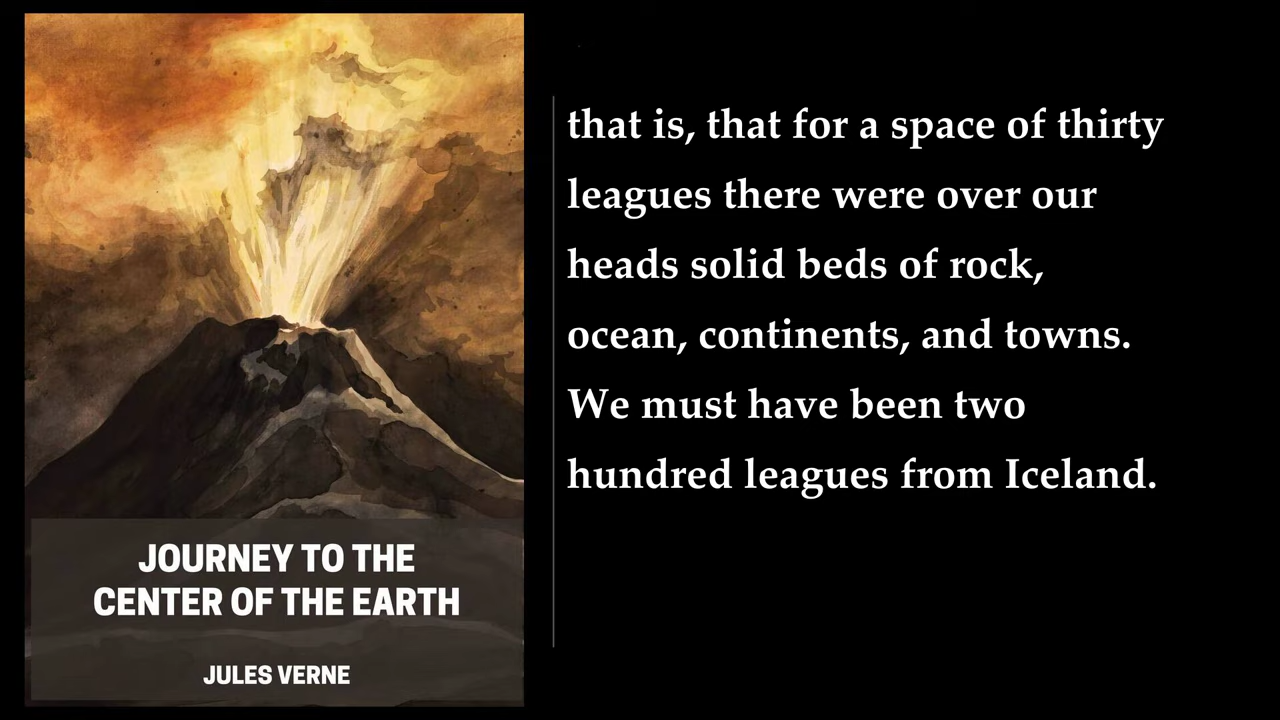 JOURNEY TO THE
CENTER OF THE EARTH
JULES VERNE
that is, that for a space of thirty
leagues there were over our
heads solid beds of rock,
ocean, continents, and towns.
We must have been two
hundred leagues from Iceland.